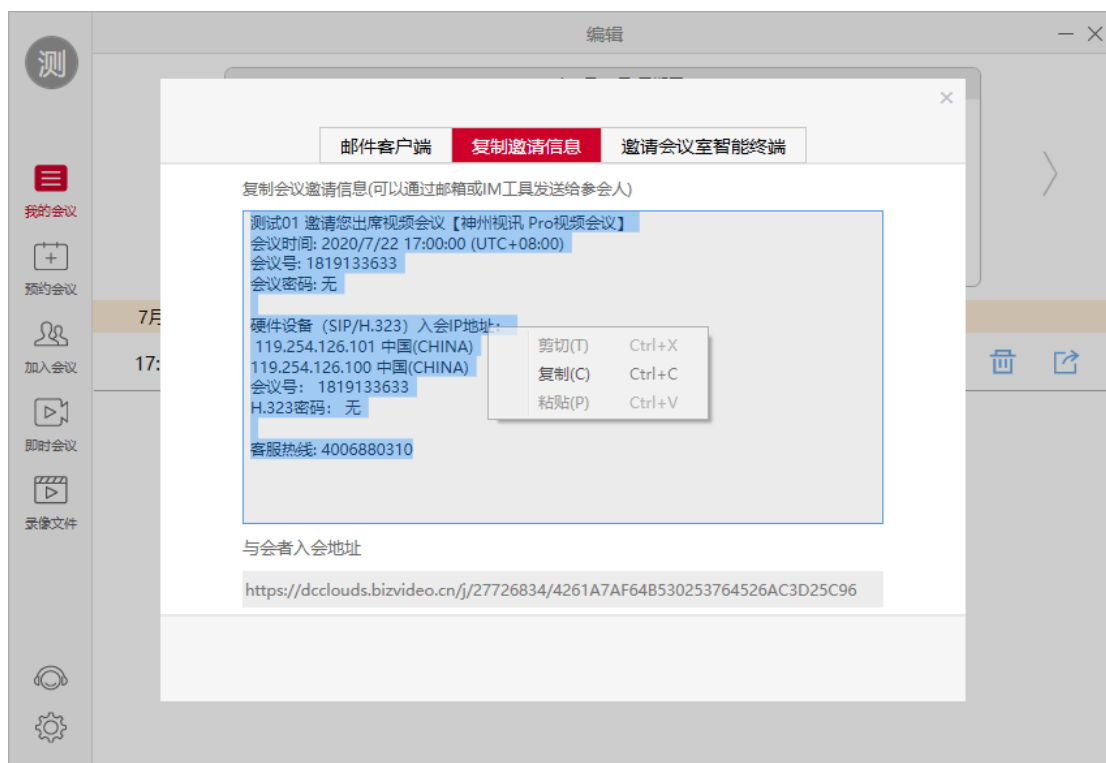 编辑
测
我的会议
预约会议
加入会议
即时会议
录像文件
7月
17:
邮件客户端
复制邀请信息
邀请会议室智能终端
复制会议邀请信息(可以通过邮箱或IM工具发送给参会人)
测试01 邀请您出席视频会议【神州视讯 Pro视频会议】
会议时间: 2020/7/22 17:00:00 (UTC+08:00)
会议号: 1819133633
会议密码: 无
硬件设备（SIP/H.323）入会IP地址：
119.254.126.101 中国(CHINA)
119.254.126.100 中国(CHINA)
会议号： 1819133633
H.323密码： 无
客服热线: 4006880310
剪切(T) Ctrl+X
复制(C) Ctrl+C
粘贴(P) Ctrl+V
与会者入会地址
https://dcclouds.bizvideo.cn/j/27726834/4261A7AF64B530253764526AC3D25C96